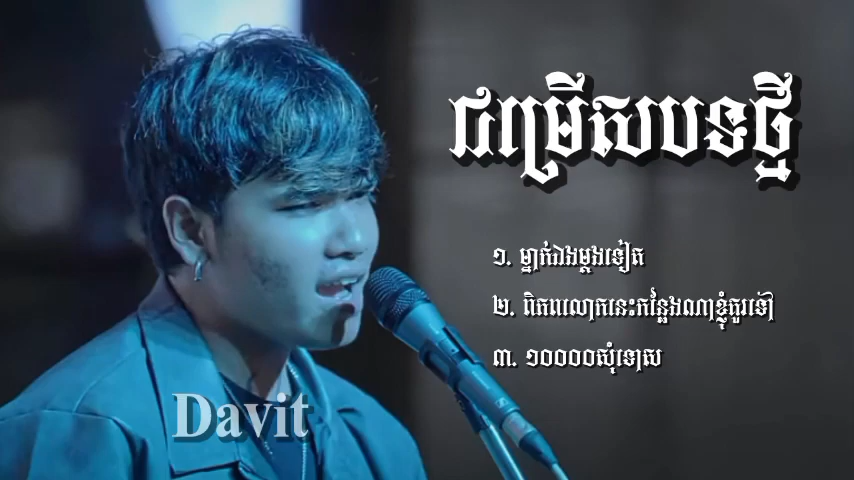 ជម្រើសបទថ្មី
១. ម្នាក់ឯងម្តងទៀត
២. ពិភពលោកនេះកន្លែងណាខ្ញុំគួរទៅ
៣. ១០០០០សុំទោស
Davit